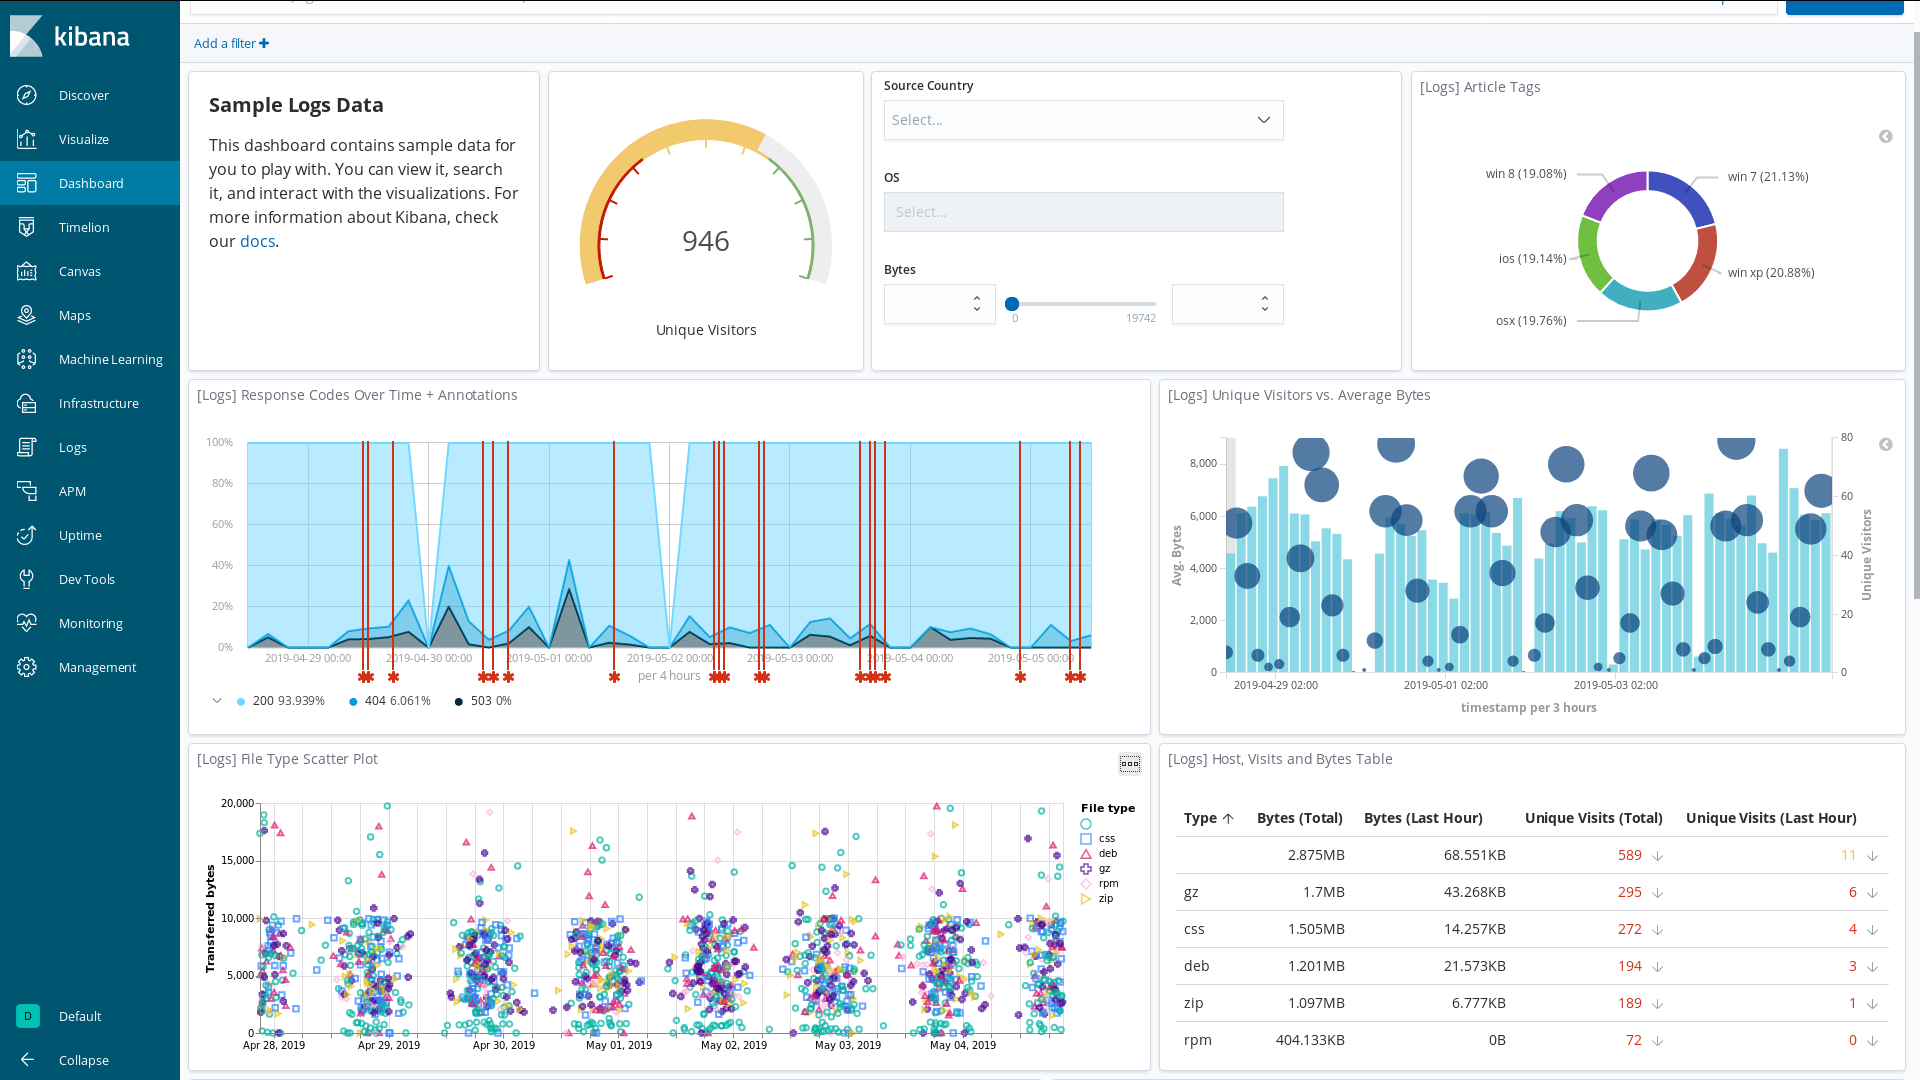 kibana
Discover
Visualize
Dashboard
Timelion
Canvas
Maps
Machine Learning
Infrastructure
Logs
APM
Uptime
Dev Tools
Monitoring
Management
D Default
Collapse
Add a filter
Sample Logs Data
This dashboard contains sample data for
you to play with. You can view it, search
it, and interact with the visualizations. For
more information about Kibana, check
our docs.
946
Unique Visitors
Source Country
Select...
OS
Select...
Bytes
0 19742
[Logs] Article Tags
win 8 (19.08%)
win 7 (21.13%)
ios (19.14%)
win xp (20.88%)
osx (19.76%)
[Logs] Response Codes Over Time + Annotations
100%
80%
60%
40%
20%
0%
2019-04-29 00:00 2019-04-30 00:00 2019-05-01 00:00 2019-05-02 00:00 2019-05-03 00:00 2019-05-04 00:00 2019-05-05 00:00
per 4 hours
200 93.939% 404 6.061% 503 0%
[Logs] Unique Visitors vs. Average Bytes
Avg. Bytes
8,000
6,000
4,000
2,000
0
80
60
40
20
0
Unique Visitors
2019-04-29 02:00 2019-05-01 02:00 2019-05-03 02:00
timestamp per 3 hours
[Logs] File Type Scatter Plot
Transferred bytes
20,000
15,000
10,000
5,000
0
Apr 28, 2019 Apr 29, 2019 Apr 30, 2019 May 01, 2019 May 02, 2019 May 03, 2019 May 04, 2019
File type
css
deb
gz
rpm
zip
[Logs] Host, Visits and Bytes Table
Type Bytes (Total) Bytes (Last Hour) Unique Visits (Total) Unique Visits (Last Hour)
2.875MB 68.551KB 589 11
gz 1.7MB 43.268KB 295 6
css 1.505MB 14.257KB 272 4
deb 1.201MB 21.573KB 194 3
zip 1.097MB 6.777KB 189 1
rpm 404.133KB 0B 72 0